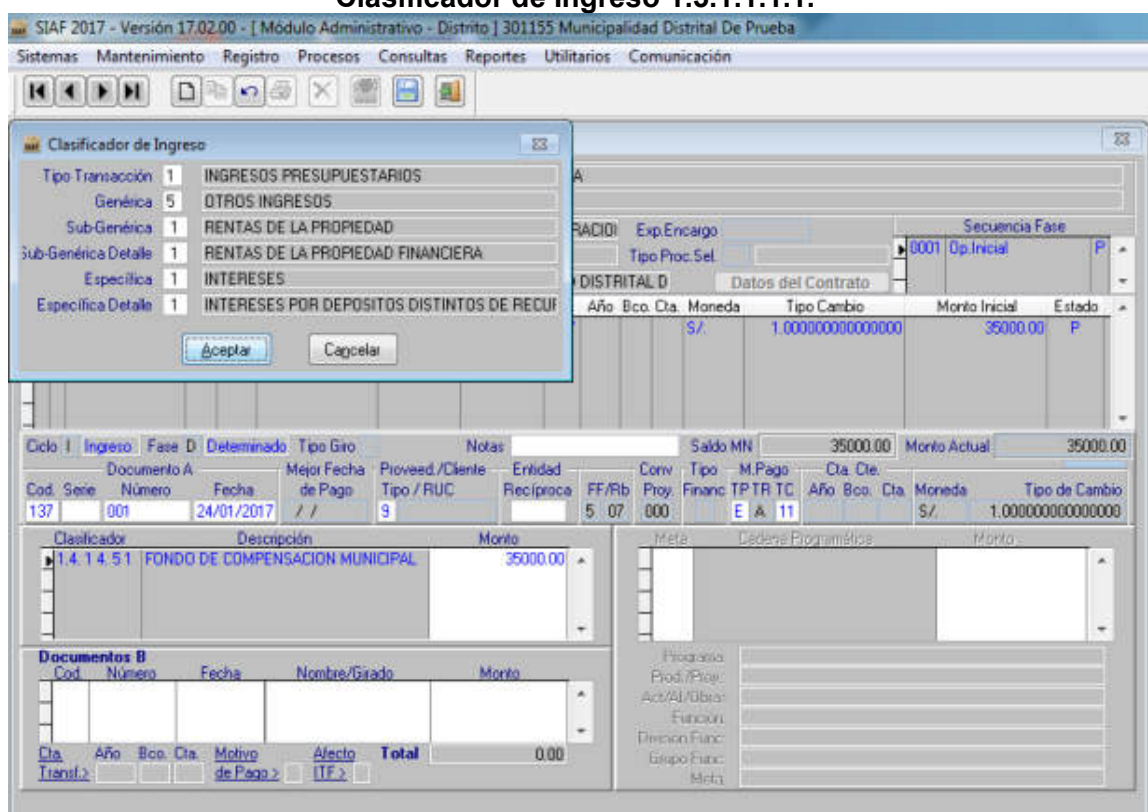 Clasificador de Ingreso 1.5.1.1.1.1.
SIAF 2017 - Versión 17.02.00 - [ Módulo Administrativo - Distrito ] 301155 Municipalidad Distrital De Prueba
Sistemas Mantenimiento Registro Procesos Consultas Reportes Utilitarios Comunicación
Clasificador de Ingreso
Tipo Transacción 1 INGRESOS PRESUPUESTARIOS
Genérica 5 OTROS INGRESOS
Sub-Genérica 1 RENTAS DE LA PROPIEDAD
Sub-Genérica Detalle 1 RENTAS DE LA PROPIEDAD FINANCIERA
Específica 1 INTERESES
Específica Detalle 1 INTERESES POR DEPOSITOS DISTINTOS DE RECUR
Aceptar Cancelar
A
RACIO Exp.Encargo Secuencia Fase
Tipo Proc.Sel. 0001 Op.Inicial P
DISTRITAL D Datos del Contrato
Año Bco. Cta. Moneda Tipo Cambio Monto Inicial Estado
S/. 1.000000000000000 35000.00 P
Ciclo I Ingreso Fase D Determinado Tipo Giro Notas Saldo MN 35000.00 Monto Actual 35000.00
Documento A Mejor Fecha Proveed./Cliente Entidad Conv Tipo M.Pago Cta. Cte.
Cod. Serie Número Fecha de Pago Tipo / RUC Recíproca FF/Rb Proy. Financ TP TR TC Año Bco. Cta Moneda Tipo de Cambio
137 001 24/01/2017 / / 9 5 07 000 E A 11 S/. 1.000000000000000
Clasificador Descripción Monto Meta Cadena Programática Monto
1.4. 1 4. 5 1 FONDO DE COMPENSACION MUNICIPAL 35000.00
Documentos B
Cod. Número Fecha Nombre/Girado Monto
Programa:
Prod./Proy:
Act/AI/Obra:
Función:
División Func:
Grupo Func:
Meta:
Cta. Año Bco. Cta. Motivo Afecto Total 0.00
Transf.> de Pago > ITF >